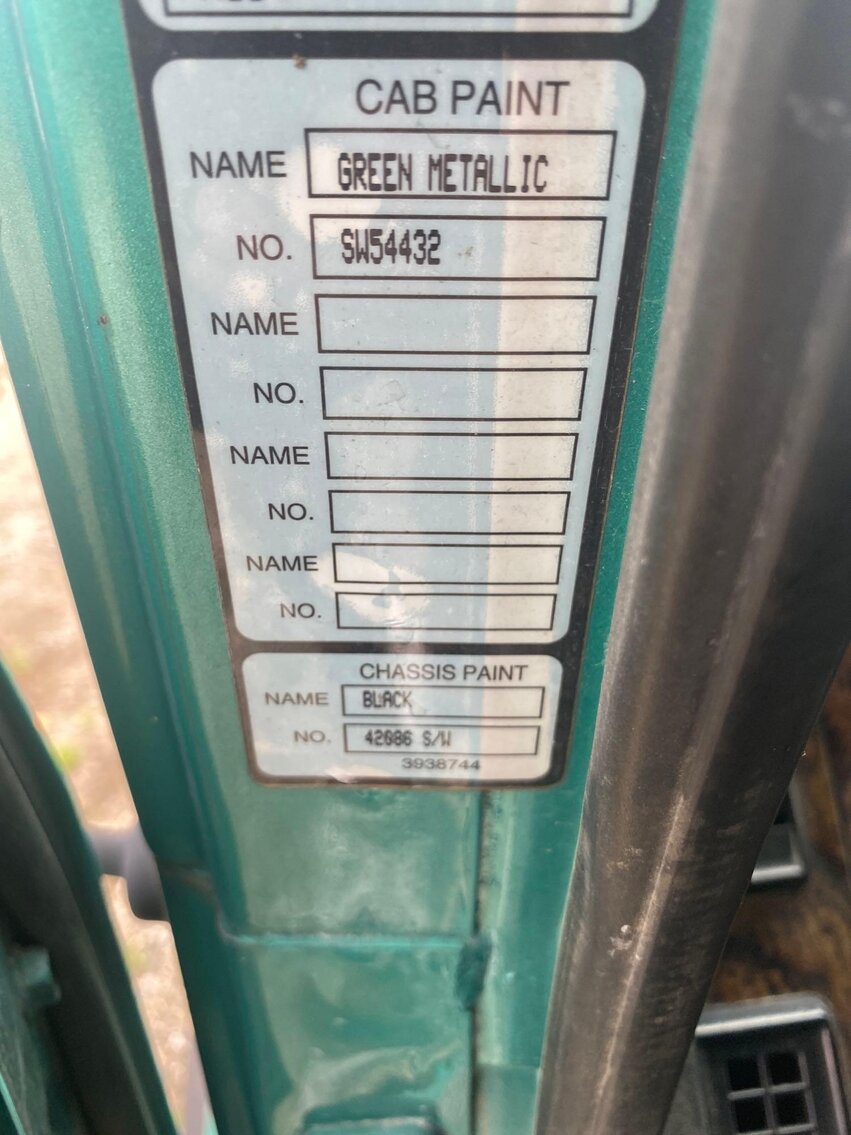 CAB PAINT
NAME GREEN METALLIC
NO. SW54432
NAME
NO.
NAME
NO.
NAME
NO.
CHASSIS PAINT
NAME BLACK
NO. 42686 S/W
3938744